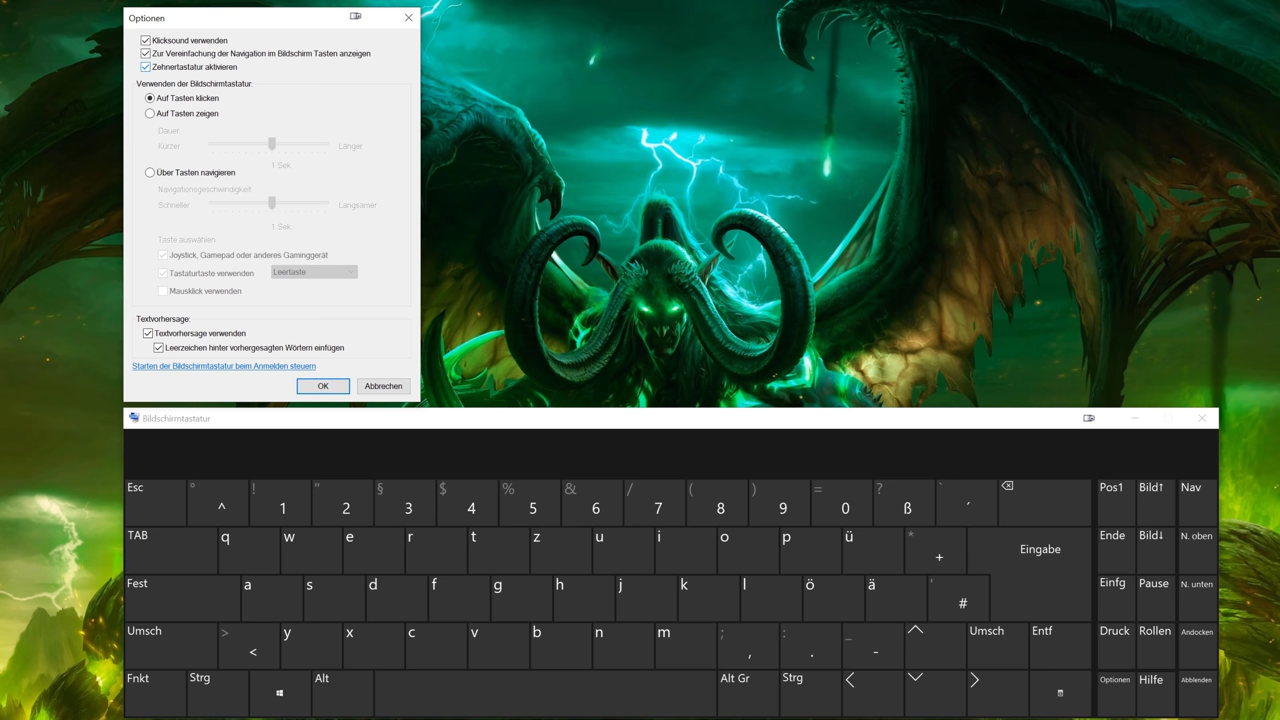 Optionen
Klicksound verwenden
Zur Vereinfachung der Navigation im Bildschirm Tasten anzeigen
Zehnertastatur aktivieren
Verwenden der Bildschirmtastatur:
Auf Tasten klicken
Auf Tasten zeigen
Dauer
Kürzer Länger
1 Sek.
Über Tasten navigieren
Navigationsgeschwindigkeit
Schneller Langsamer
1 Sek.
Taste auswählen:
Joystick, Gamepad oder anderes Gaminggerät
Tastaturtaste verwenden Leertaste
Mausklick verwenden
Textvorhersage:
Textvorhersage verwenden
Leerzeichen hinter vorhergesagten Wörtern einfügen
Starten der Bildschirmtastatur beim Anmelden steuern
OK Abbrechen
Bildschirmtastatur
Esc ° ^ ! 1 " 2 § 3 $ 4 % 5 & 6 / 7 ( 8 ) 9 = 0 ? ß ` ´ Pos1 Bild↑ Nav
TAB q w e r t z u i o p ü * + Eingabe Ende Bild↓ N. oben
Fest a s d f g h j k l ö ä ' # Einfg Pause N. unten
Umsch > < y x c v b n m ; , : . _ - Umsch Entf Druck Rollen Andocken
Fnkt Strg Alt Alt Gr Strg Optionen Hilfe Abblenden